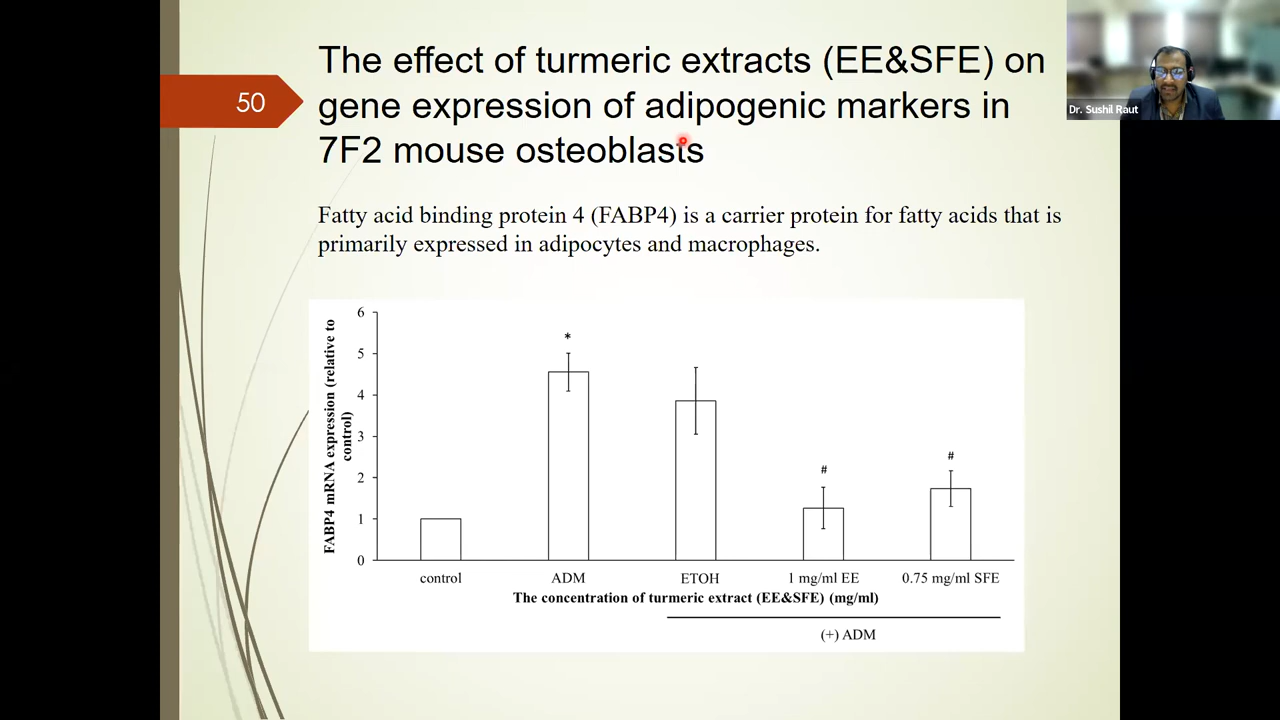 The effect of turmeric extracts (EE&SFE) on
gene expression of adipogenic markers in
7F2 mouse osteoblasts
50
Dr. Sushil Raut
Fatty acid binding protein 4 (FABP4) is a carrier protein for fatty acids that is
primarily expressed in adipocytes and macrophages.
FABP4 mRNA expression (relative to
control)
6
5
4
3
2
1
0
*
#
#
control
ADM
ETOH
1 mg/ml EE
0.75 mg/ml SFE
The concentration of turmeric extract (EE&SFE) (mg/ml)
(+) ADM